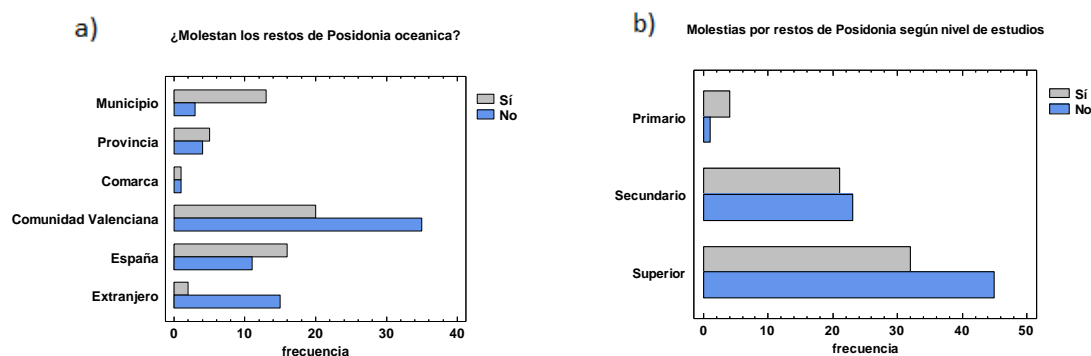 a)
¿Molestan los restos de Posidonia oceanica?
Municipio
Provincia
Comarca
Comunidad Valenciana
España
Extranjero
0 10 20 30 40
frecuencia
Sí
No
b)
Molestias por restos de Posidonia según nivel de estudios
Primario
Secundario
Superior
0 10 20 30 40 50
frecuencia
Sí
No